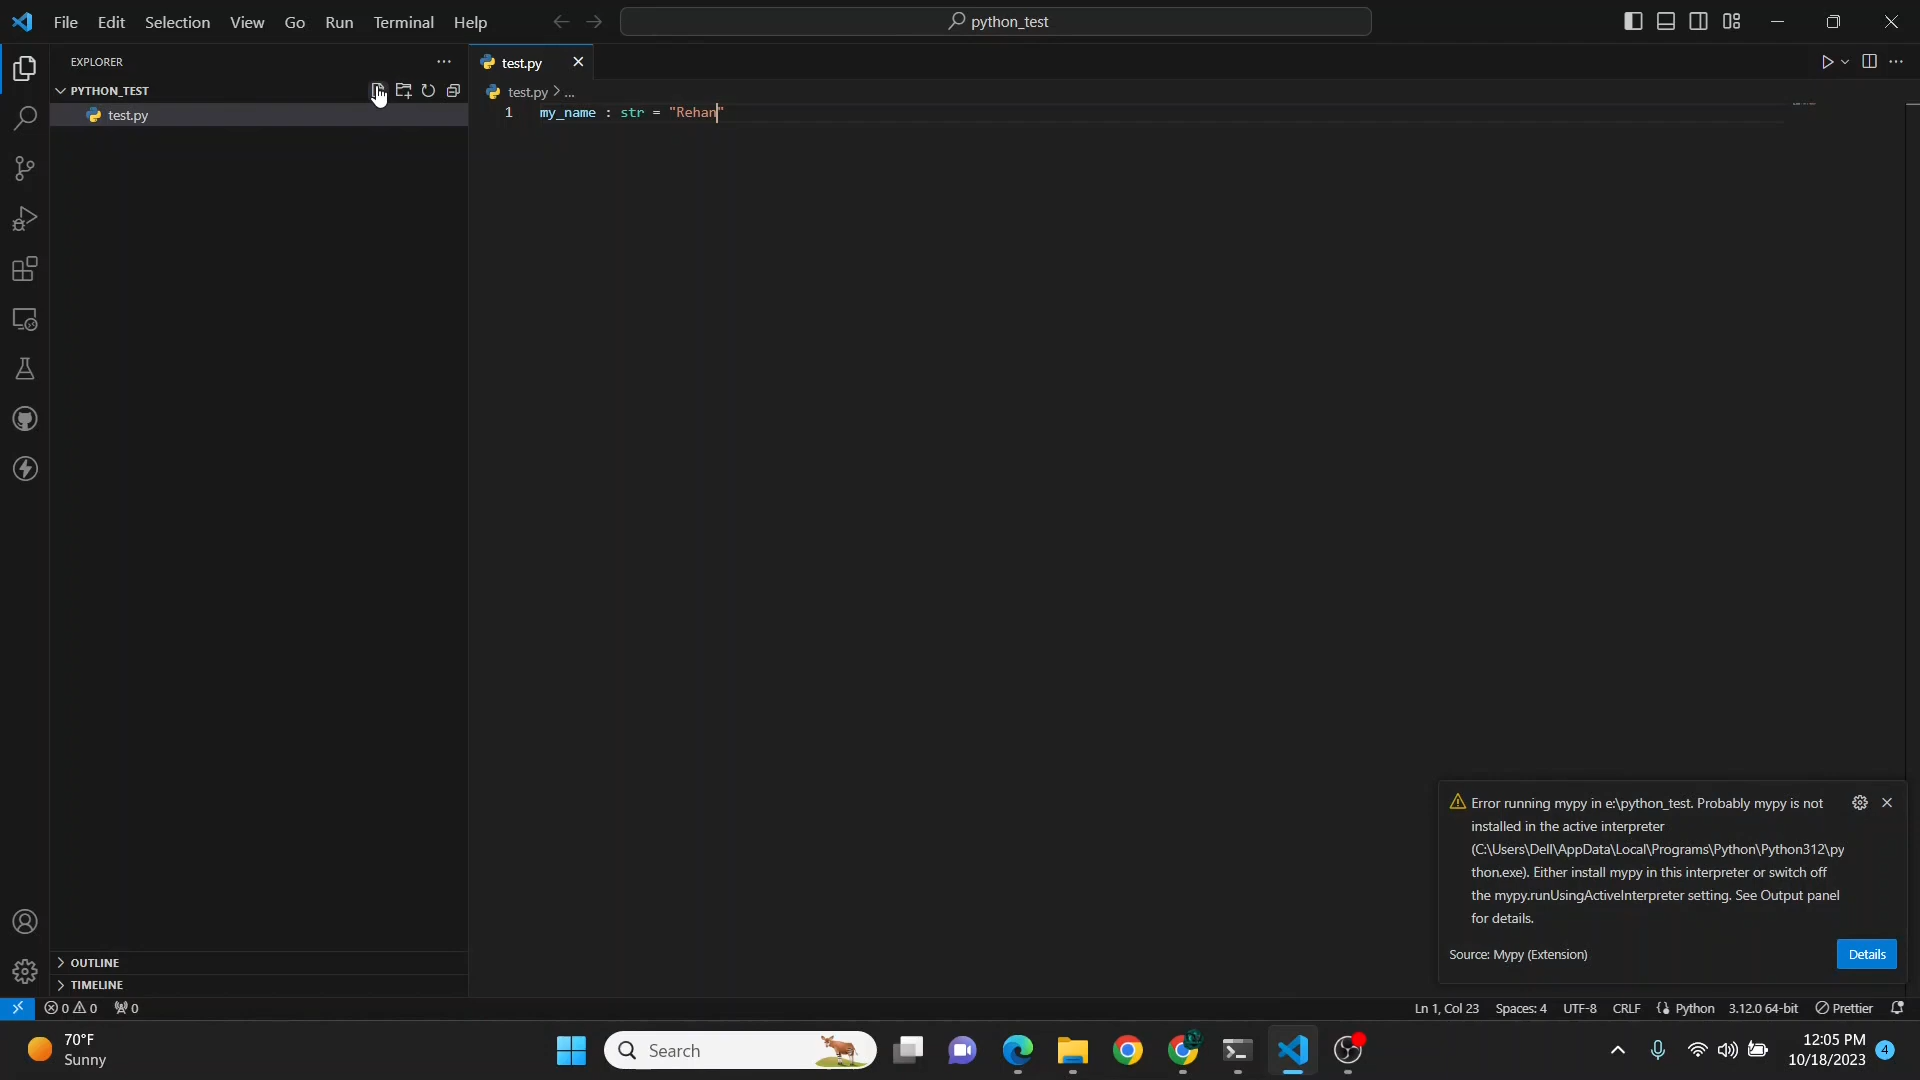 File Edit Selection View Go Run Terminal Help
python_test
EXPLORER
PYTHON_TEST
test.py
test.py
test.py > ...
1 my_name : str = "Rehan"
Error running mypy in e:\python_test. Probably mypy is not
installed in the active interpreter
(C:\Users\Dell\AppData\Local\Programs\Python\Python312\py
thon.exe). Either install mypy in this interpreter or switch off
the mypy.runUsingActiveInterpreter setting. See Output panel
for details.
Source: Mypy (Extension)
Details
OUTLINE
TIMELINE
0 0 0
Ln 1, Col 23 Spaces: 4 UTF-8 CRLF Python 3.12.0 64-bit Prettier
70°F
Sunny
Search
12:05 PM
10/18/2023
4